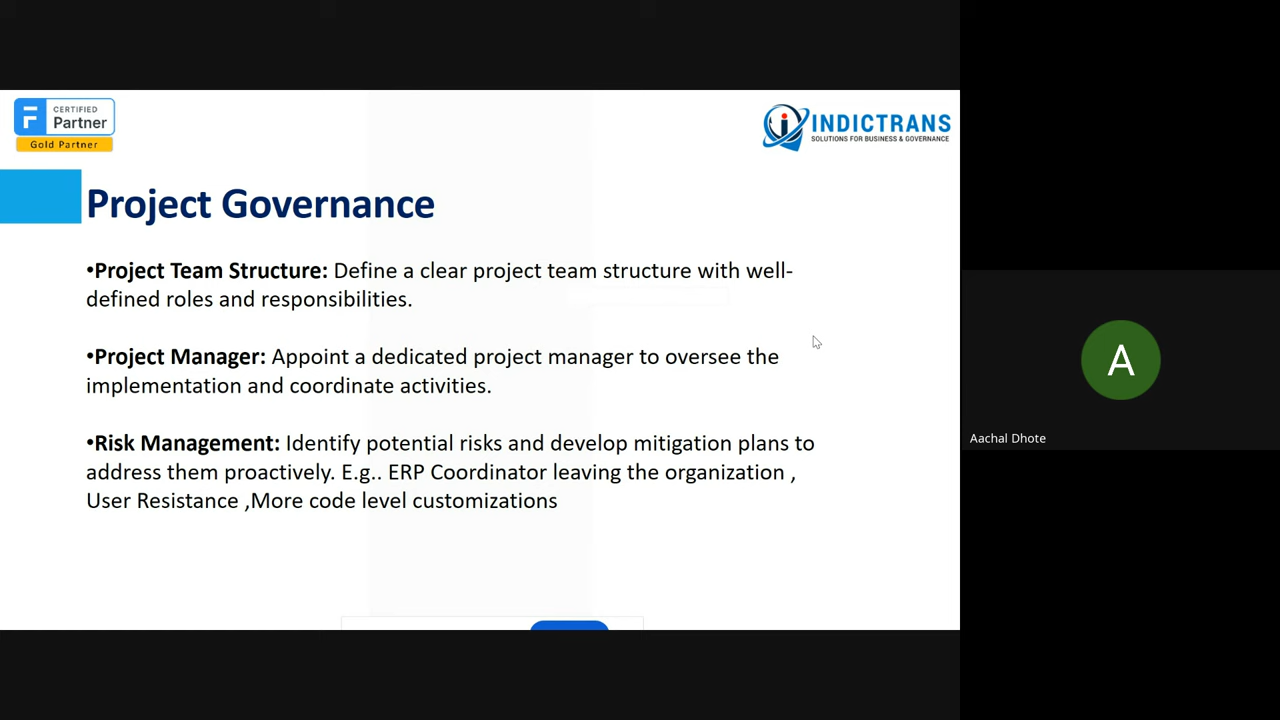 F CERTIFIED
Partner
Gold Partner
INDICTRANS
SOLUTIONS FOR BUSINESS & GOVERNANCE
Project Governance
•Project Team Structure: Define a clear project team structure with well-
defined roles and responsibilities.
•Project Manager: Appoint a dedicated project manager to oversee the
implementation and coordinate activities.
•Risk Management: Identify potential risks and develop mitigation plans to
address them proactively. E.g.. ERP Coordinator leaving the organization ,
User Resistance ,More code level customizations
A
Aachal Dhote